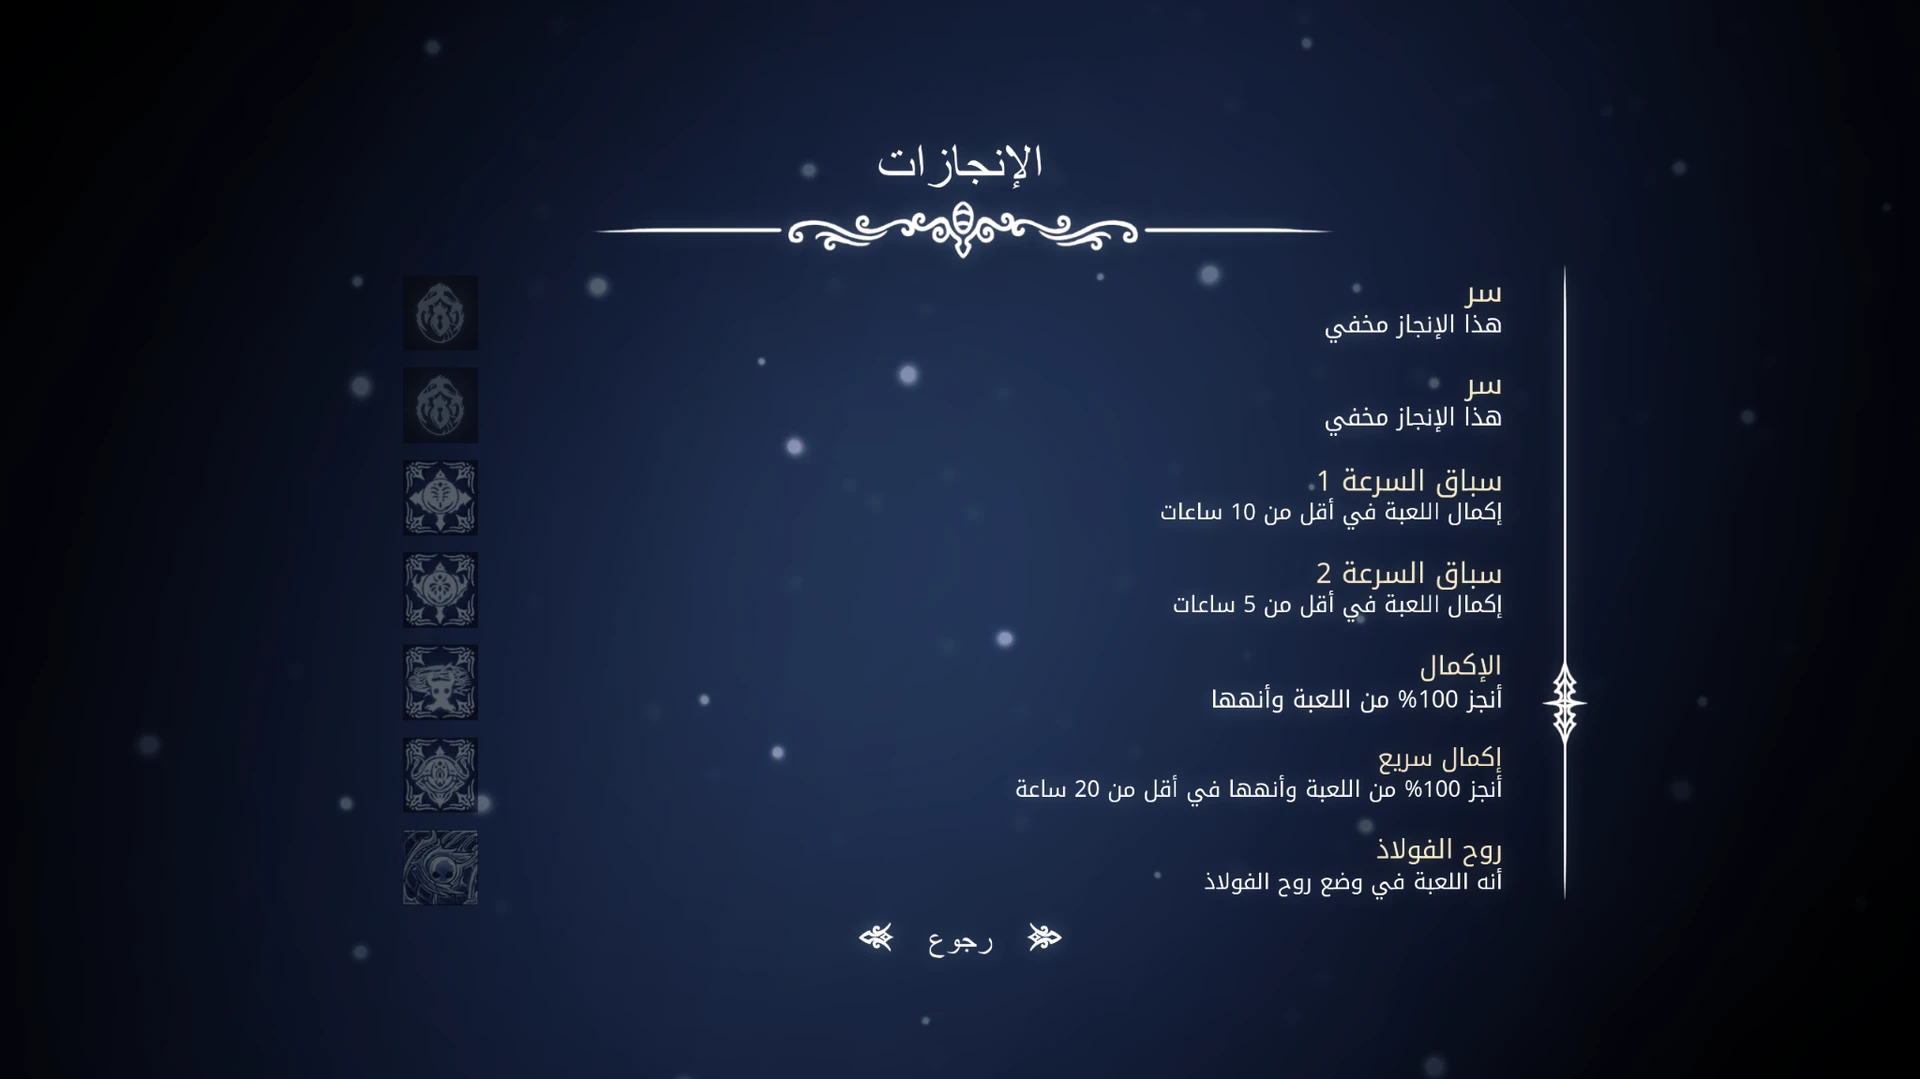 الإنجازات
سر
هذا الإنجاز مخفي
سر
هذا الإنجاز مخفي
سباق السرعة 1
إكمال اللعبة في أقل من 10 ساعات
سباق السرعة 2
إكمال اللعبة في أقل من 5 ساعات
الإكمال
أنجز 100% من اللعبة وأنهها
إكمال سريع
أنجز 100% من اللعبة وأنهها في أقل من 20 ساعة
روح الفولاذ
أنه اللعبة في وضع روح الفولاذ
رجوع